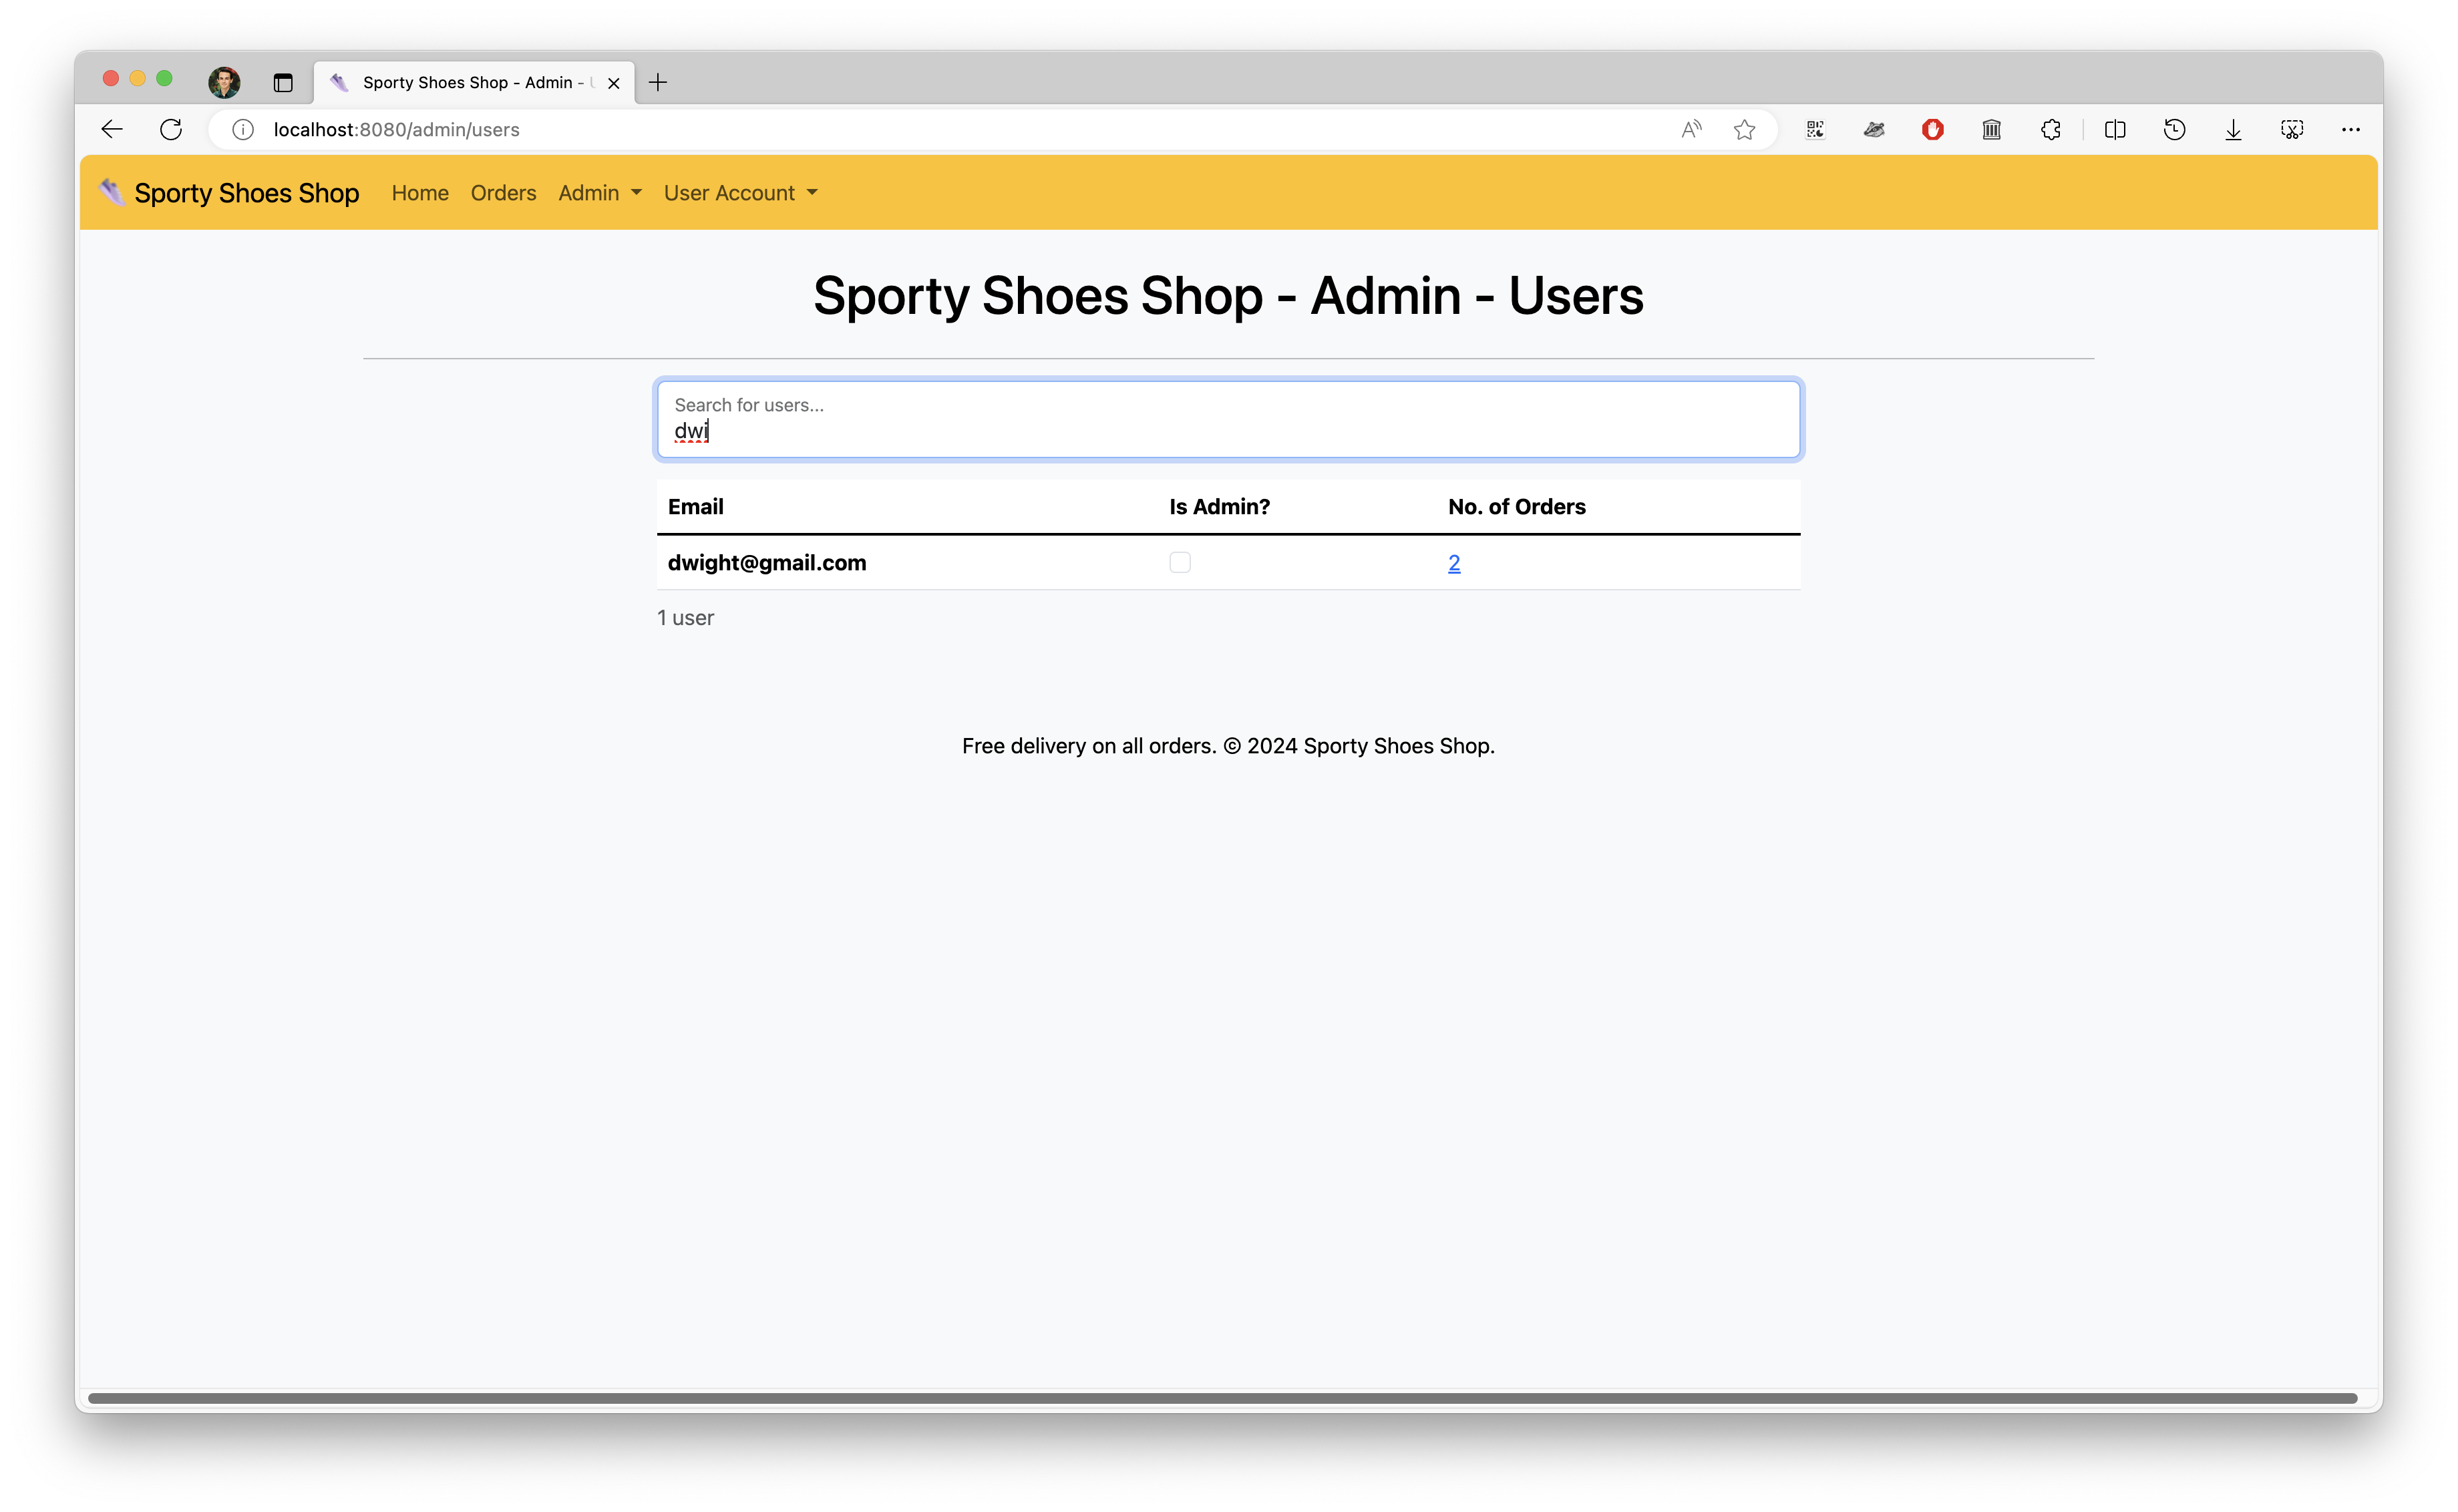 Sporty Shoes Shop - Admin -
localhost:8080/admin/users
Sporty Shoes Shop Home Orders Admin User Account
Sporty Shoes Shop - Admin - Users
Search for users...
dwi
Email Is Admin? No. of Orders
dwight@gmail.com 2
1 user
Free delivery on all orders. © 2024 Sporty Shoes Shop.